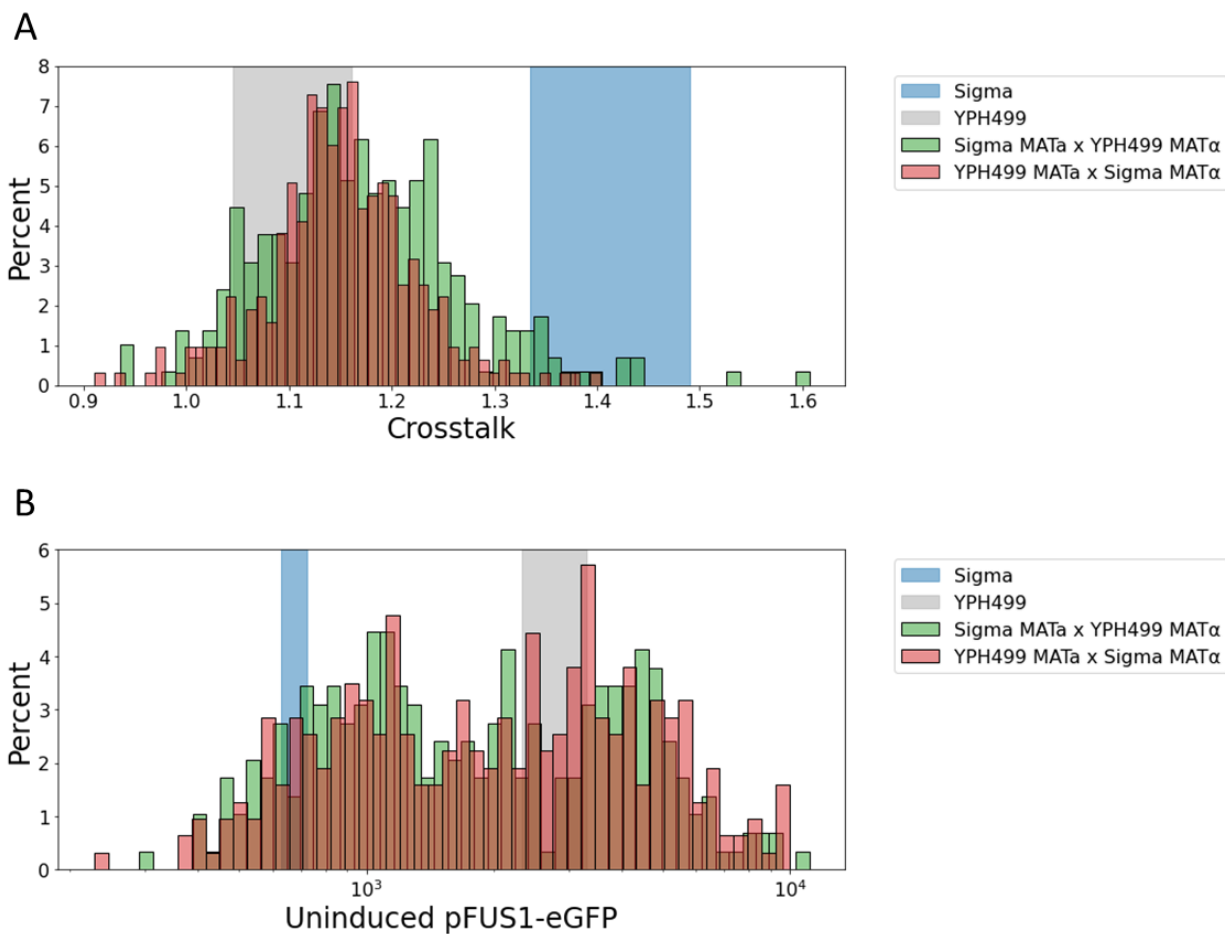 A
8
7
6
5
4
3
2
1
0
Percent
0.9 1.0 1.1 1.2 1.3 1.4 1.5 1.6
Crosstalk
Sigma
YPH499
Sigma MATa x YPH499 MATα
YPH499 MATa x Sigma MATα
B
6
5
4
3
2
1
0
Percent
10³ 10⁴
Uninduced pFUS1-eGFP
Sigma
YPH499
Sigma MATa x YPH499 MATα
YPH499 MATa x Sigma MATα